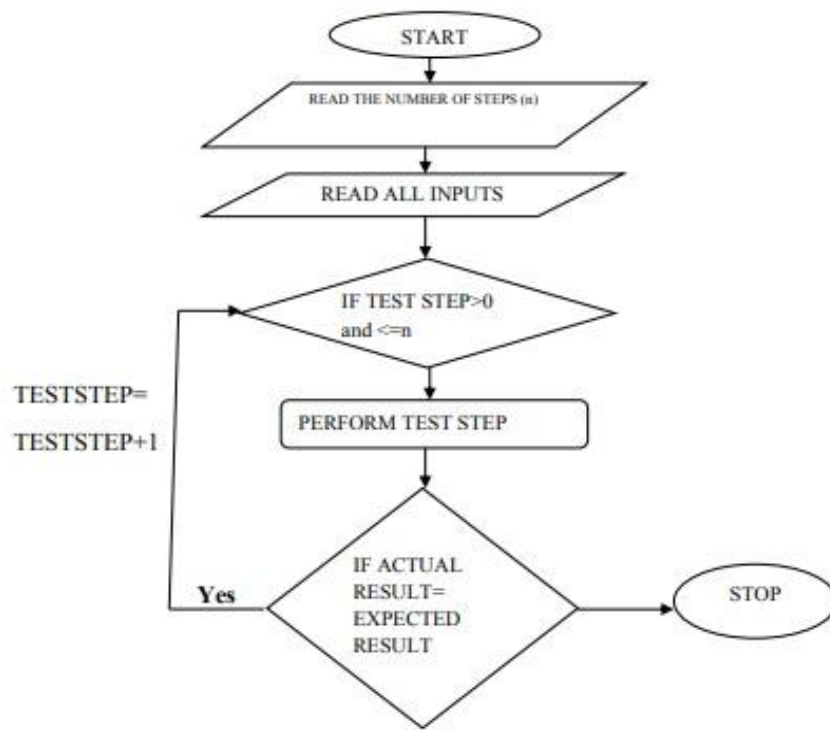 START
READ THE NUMBER OF STEPS (n)
READ ALL INPUTS
IF TEST STEP>0
and <=n
TESTSTEP=
TESTSTEP+1
PERFORM TEST STEP
IF ACTUAL
RESULT=
EXPECTED
RESULT
Yes
STOP